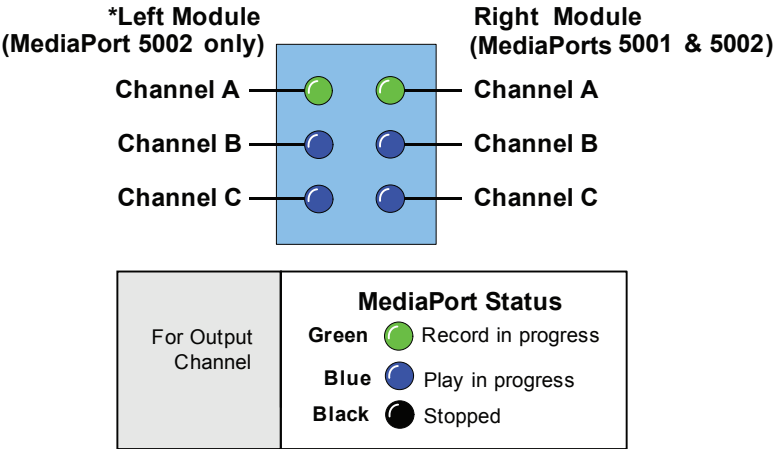 *Left Module
(MediaPort 5002 only)
Right Module
(MediaPorts 5001 & 5002)
Channel A
Channel A
Channel B
Channel B
Channel C
Channel C
For Output
Channel
MediaPort Status
Green Record in progress
Blue Play in progress
Black Stopped